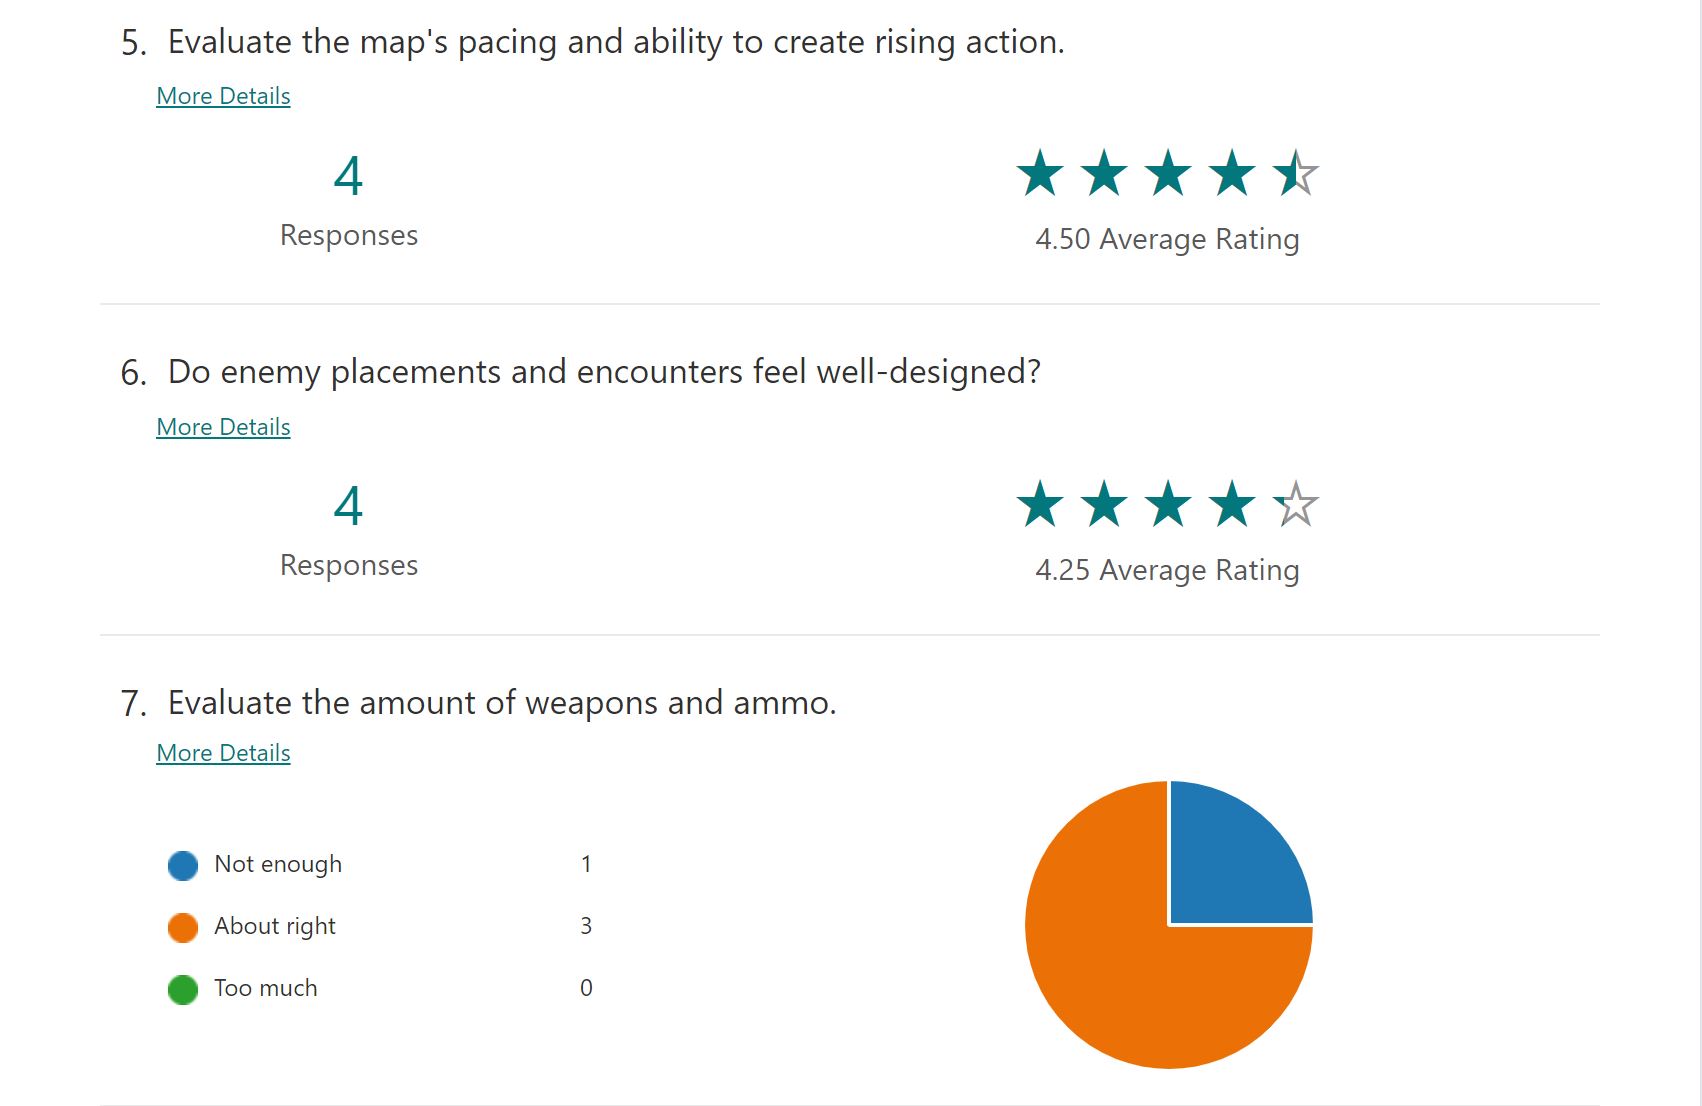 5. Evaluate the map's pacing and ability to create rising action.
More Details
4
Responses
4.50 Average Rating
6. Do enemy placements and encounters feel well-designed?
More Details
4
Responses
4.25 Average Rating
7. Evaluate the amount of weapons and ammo.
More Details
Not enough 1
About right 3
Too much 0